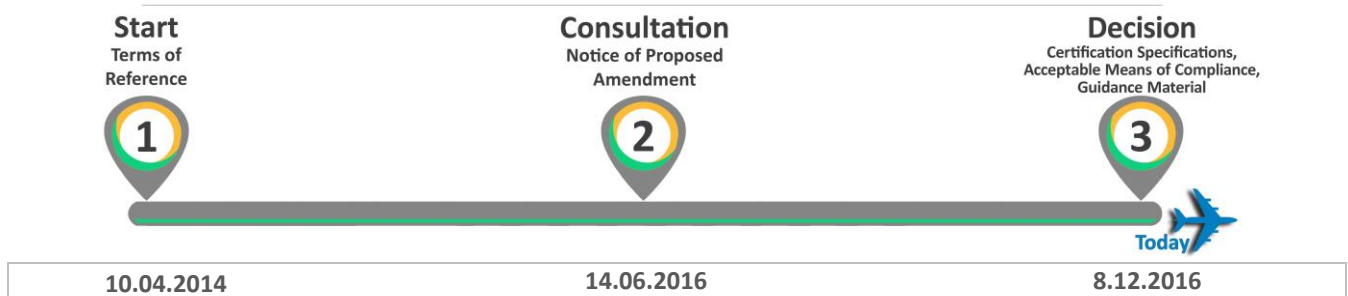 Start
Terms of
Reference
1
Consultation
Notice of Proposed
Amendment
2
Decision
Certification Specifications,
Acceptable Means of Compliance,
Guidance Material
3
Today
10.04.2014
14.06.2016
8.12.2016